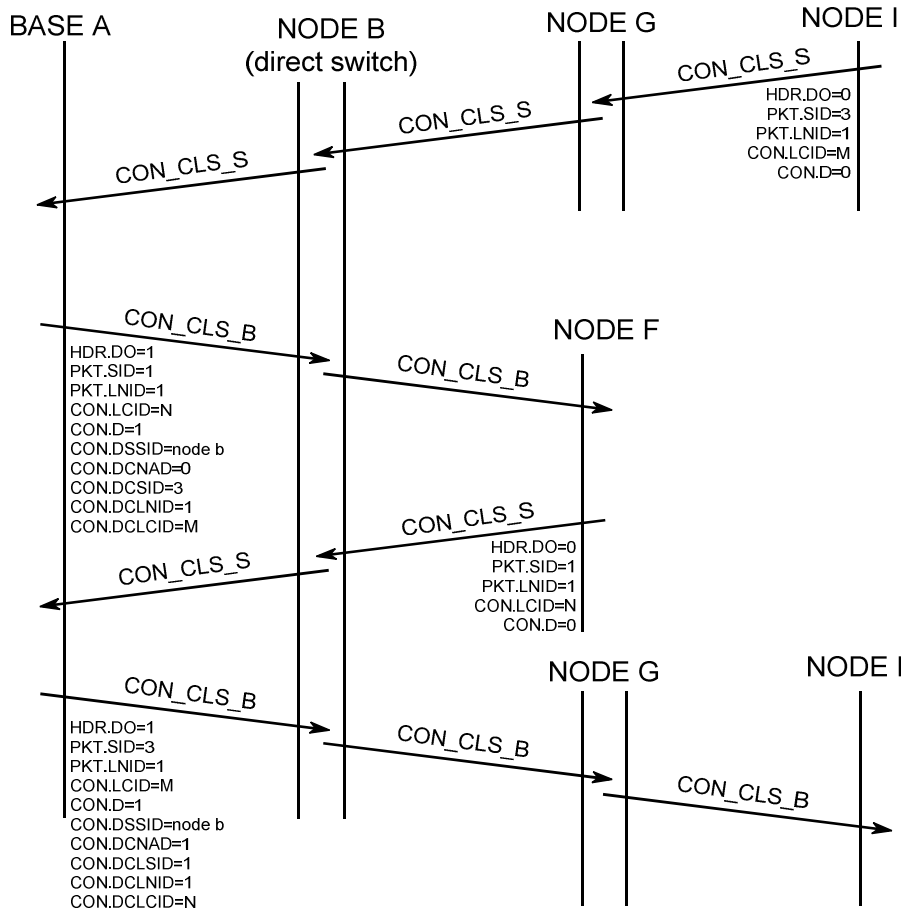 BASE A
NODE B
(direct switch)
NODE G
NODE I
CON_CLS_S
HDR.DO=0
PKT.SID=3
PKT.LNID=1
CON.LCID=M
CON.D=0
CON_CLS_S
CON_CLS_S
CON_CLS_B
HDR.DO=1
PKT.SID=1
PKT.LNID=1
CON.LCID=N
CON.D=1
CON.DSSID=node b
CON.DCNAD=0
CON.DCSID=3
CON.DCLNID=1
CON.DCLCID=M
NODE F
CON_CLS_B
CON_CLS_S
HDR.DO=0
PKT.SID=1
PKT.LNID=1
CON.LCID=N
CON.D=0
CON_CLS_S
NODE G
NODE I
CON_CLS_B
HDR.DO=1
PKT.SID=3
PKT.LNID=1
CON.LCID=M
CON.D=1
CON.DSSID=node b
CON.DCNAD=1
CON.DCLSID=1
CON.DCLNID=1
CON.DCLCID=N
CON_CLS_B
CON_CLS_B